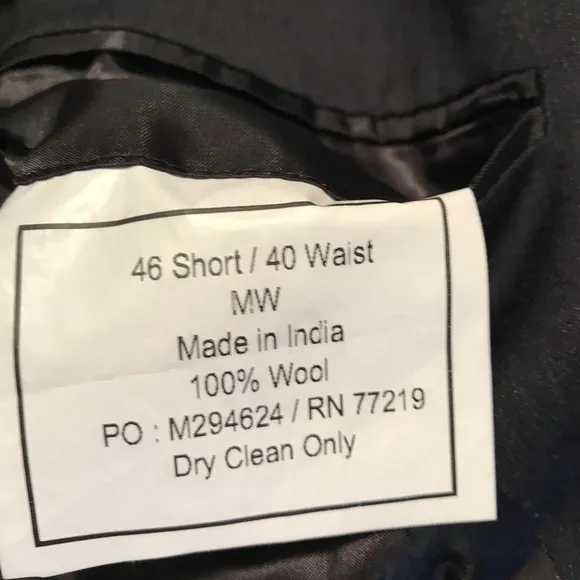 46 Short / 40 Waist
MW
Made in India
100% Wool
PO : M294624 / RN 77219
Dry Clean Only